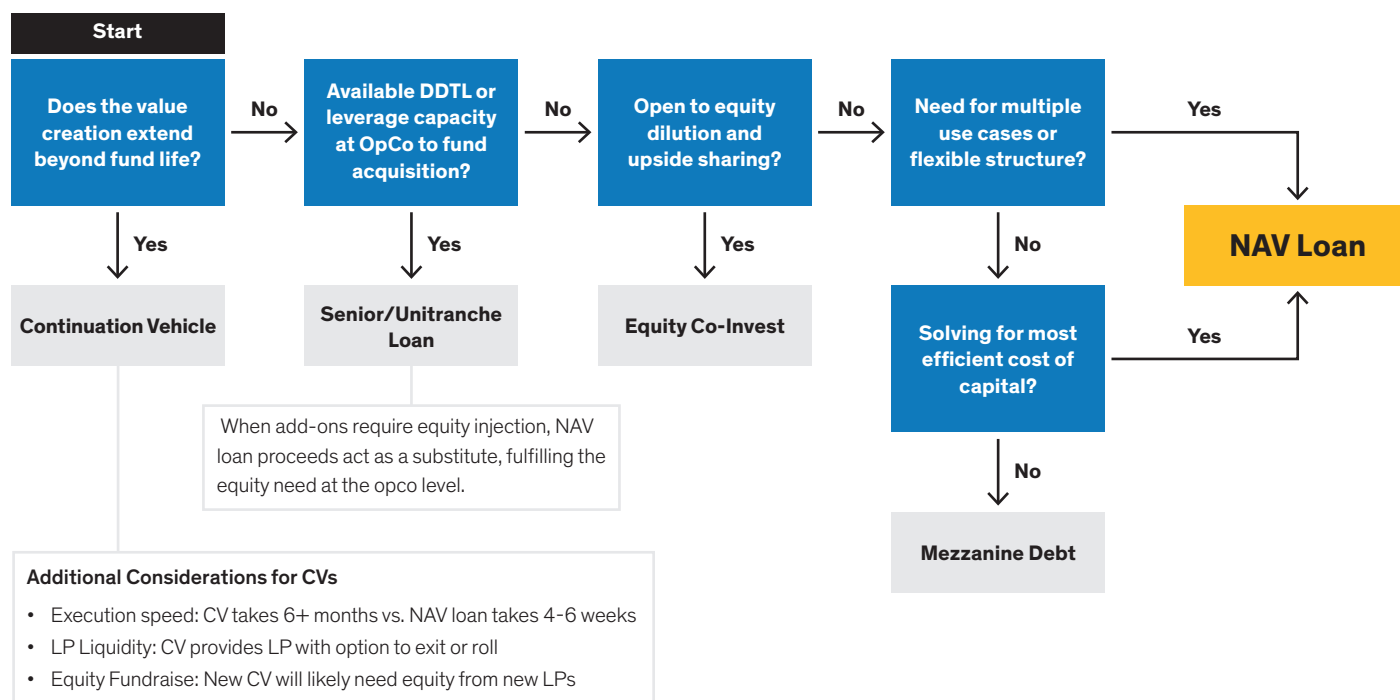 Start
Does the value
creation extend
beyond fund life?
No
Available DDTL or
leverage capacity
at OpCo to fund
acquisition?
No
Open to equity
dilution and
upside sharing?
No
Need for multiple
use cases or
flexible structure?
Yes
NAV Loan
Yes
Yes
Yes
No
Continuation Vehicle
Senior/Unitranche
Loan
Equity Co-Invest
Solving for most
efficient cost of
capital?
Yes
When add-ons require equity injection, NAV
loan proceeds act as a substitute, fulfilling the
equity need at the opco level.
No
Mezzanine Debt
Additional Considerations for CVs
• Execution speed: CV takes 6+ months vs. NAV loan takes 4-6 weeks
• LP Liquidity: CV provides LP with option to exit or roll
• Equity Fundraise: New CV will likely need equity from new LPs